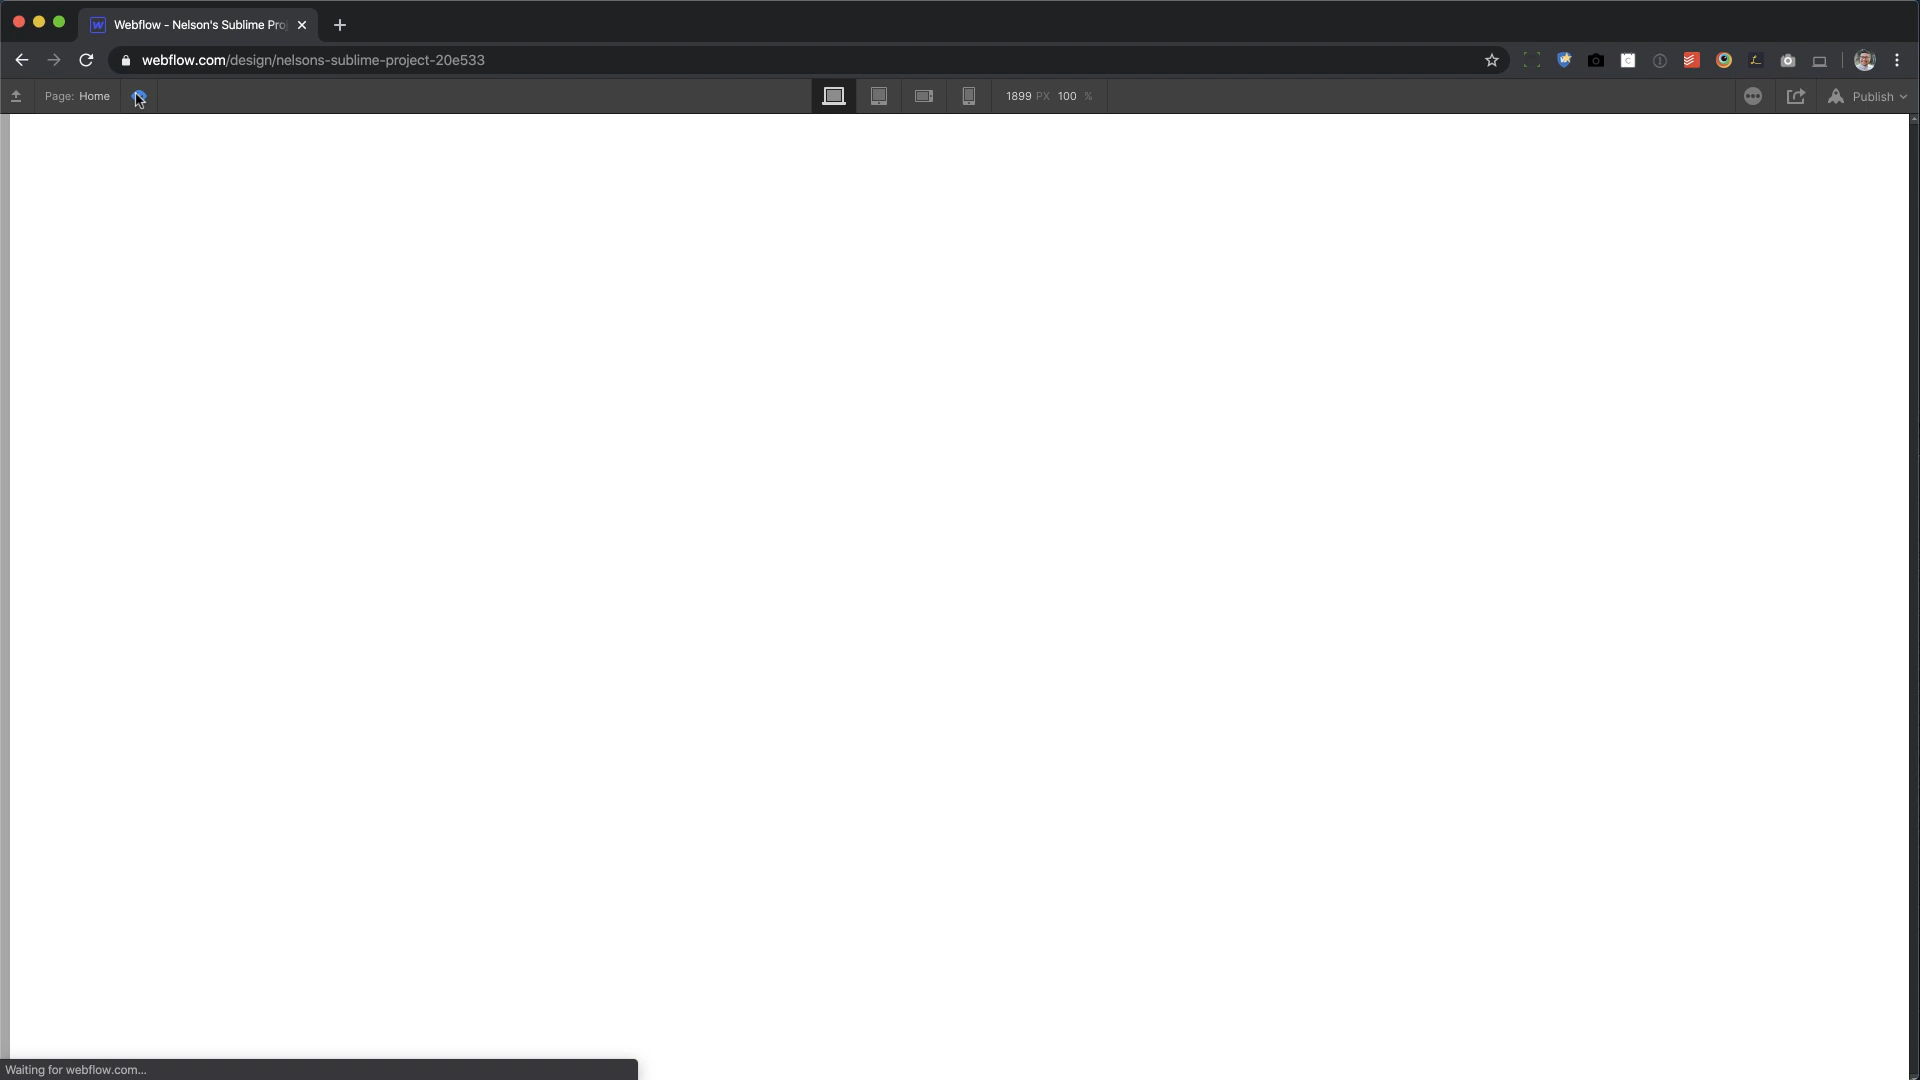 Webflow - Nelson's Sublime Pro
webflow.com/design/nelsons-sublime-project-20e533
Page: Home
1899 PX 100 %
Publish
Waiting for webflow.com...